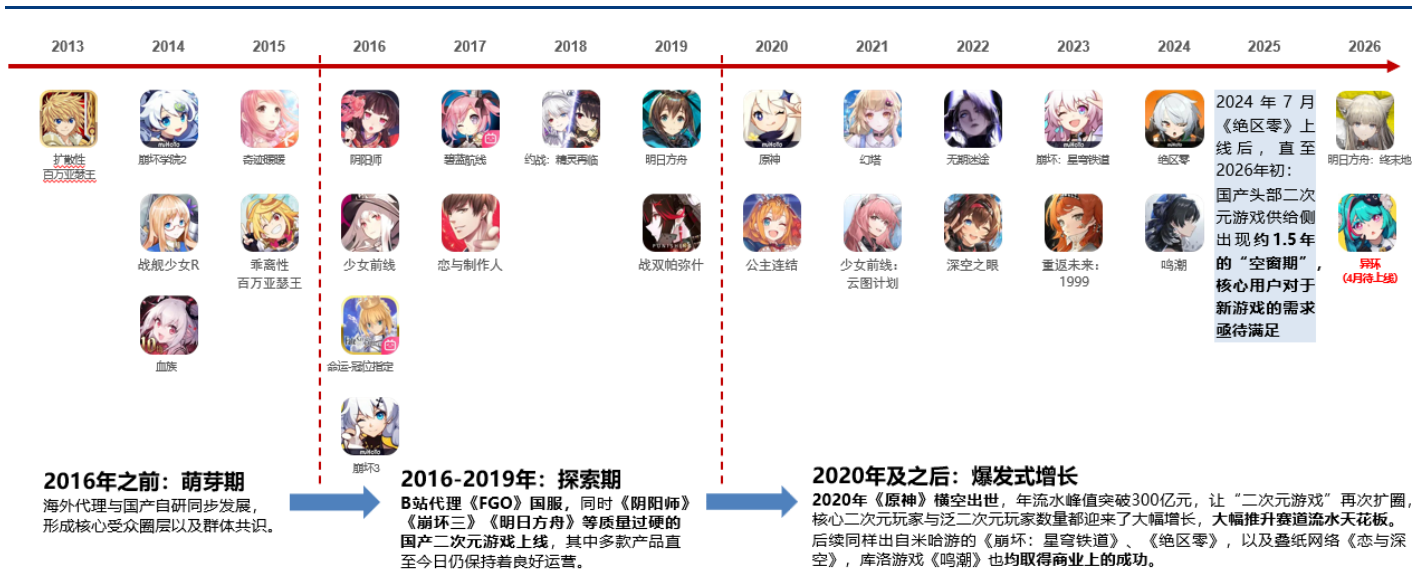 2013 2014 2015 2016 2017 2018 2019 2020 2021 2022 2023 2024 2025 2026
扩散性
百万亚瑟王
崩坏学院2
奇迹暖暖
阴阳师
碧蓝航线
约战：精灵再临
明日方舟
原神
幻塔
无期迷途
崩坏：星穹铁道
绝区零
明日方舟：终末地
战舰少女R
乖离性
百万亚瑟王
少女前线
恋与制作人
战双帕弥什
公主连结
少女前线：
云图计划
深空之眼
重返未来：
1999
鸣潮
异环
(4月待上线)
血族
命运-冠位指定
崩坏3
2024年7月
《绝区零》上
线后，直至
2026年初：
国产头部二次
元游戏供给侧
出现约1.5年
的“空窗期”，
核心用户对于
新游戏的需求
亟待满足
2016年之前：萌芽期
海外代理与国产自研同步发展，
形成核心受众圈层以及群体共识。
2016-2019年：探索期
B站代理《FGO》国服，同时《阴阳师》
《崩坏三》《明日方舟》等质量过硬的
国产二次元游戏上线，其中多款产品直
至今日仍保持着良好运营。
2020年及之后：爆发式增长
2020年《原神》横空出世，年流水峰值突破300亿元，让“二次元游戏”再次扩圈，
核心二次元玩家与泛二次元玩家数量都迎来了大幅增长，大幅推升赛道流水天花板。
后续同样出自米哈游的《崩坏：星穹铁道》、《绝区零》，以及叠纸网络《恋与深
空》，库洛游戏《鸣潮》也均取得商业上的成功。